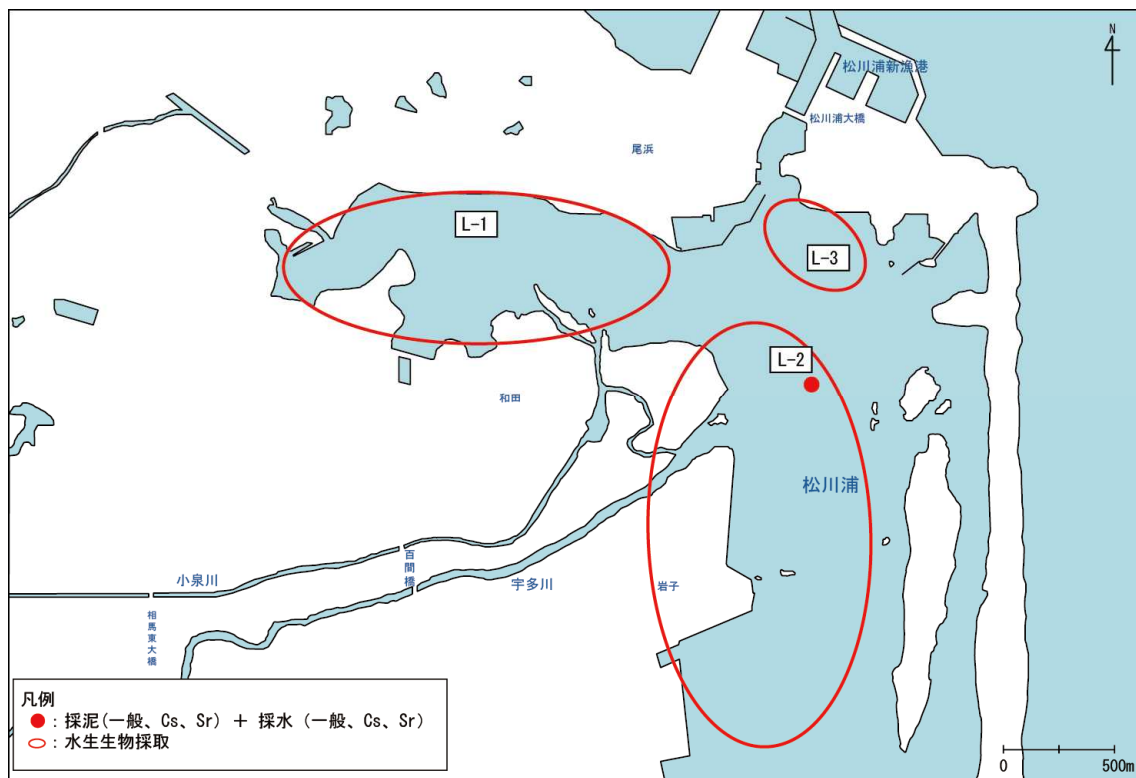 N
松川浦新漁港
松川浦大橋
尾浜
L-1
L-3
L-2
和田
松川浦
百間橋
小泉川
宇多川
岩子
相馬東大橋
凡例
：採泥(一般、Cs、Sr) ＋ 採水 (一般、Cs、Sr)
：水生生物採取
0 500m